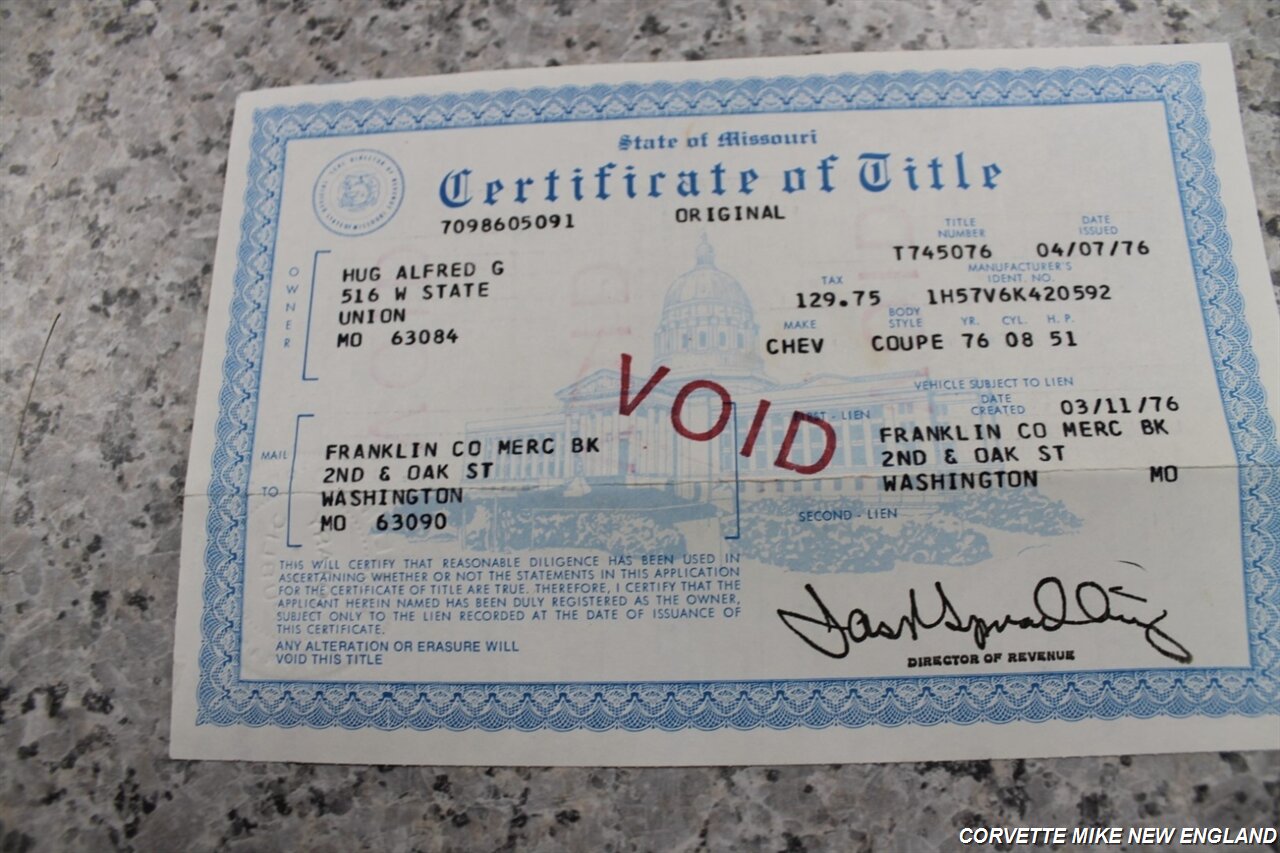 State of Missouri
Certificate of Title
7098605091 ORIGINAL
TITLE NUMBER
DATE ISSUED
T745076 04/07/76
OWNER
HUG ALFRED G
516 W STATE
UNION
MO 63084
TAX
MANUFACTURER'S IDENT. NO.
129.75 1H57V6K420592
MAKE BODY STYLE YR. CYL. H.P.
CHEV COUPE 76 08 51
VOID
VEHICLE SUBJECT TO LIEN
FIRST - LIEN
DATE CREATED 03/11/76
FRANKLIN CO MERC BK
2ND & OAK ST
WASHINGTON MO
SECOND - LIEN
MAIL TO
FRANKLIN CO MERC BK
2ND & OAK ST
WASHINGTON
MO 63090
THIS WILL CERTIFY THAT REASONABLE DILIGENCE HAS BEEN USED IN
ASCERTAINING WHETHER OR NOT THE STATEMENTS IN THIS APPLICATION
FOR THE CERTIFICATE OF TITLE ARE TRUE. THEREFORE, I CERTIFY THAT THE
APPLICANT HEREIN NAMED HAS BEEN DULY REGISTERED AS THE OWNER,
SUBJECT ONLY TO THE LIEN RECORDED AT THE DATE OF ISSUANCE OF
THIS CERTIFICATE.
ANY ALTERATION OR ERASURE WILL
VOID THIS TITLE
DIRECTOR OF REVENUE
CORVETTE MIKE NEW ENGLAND